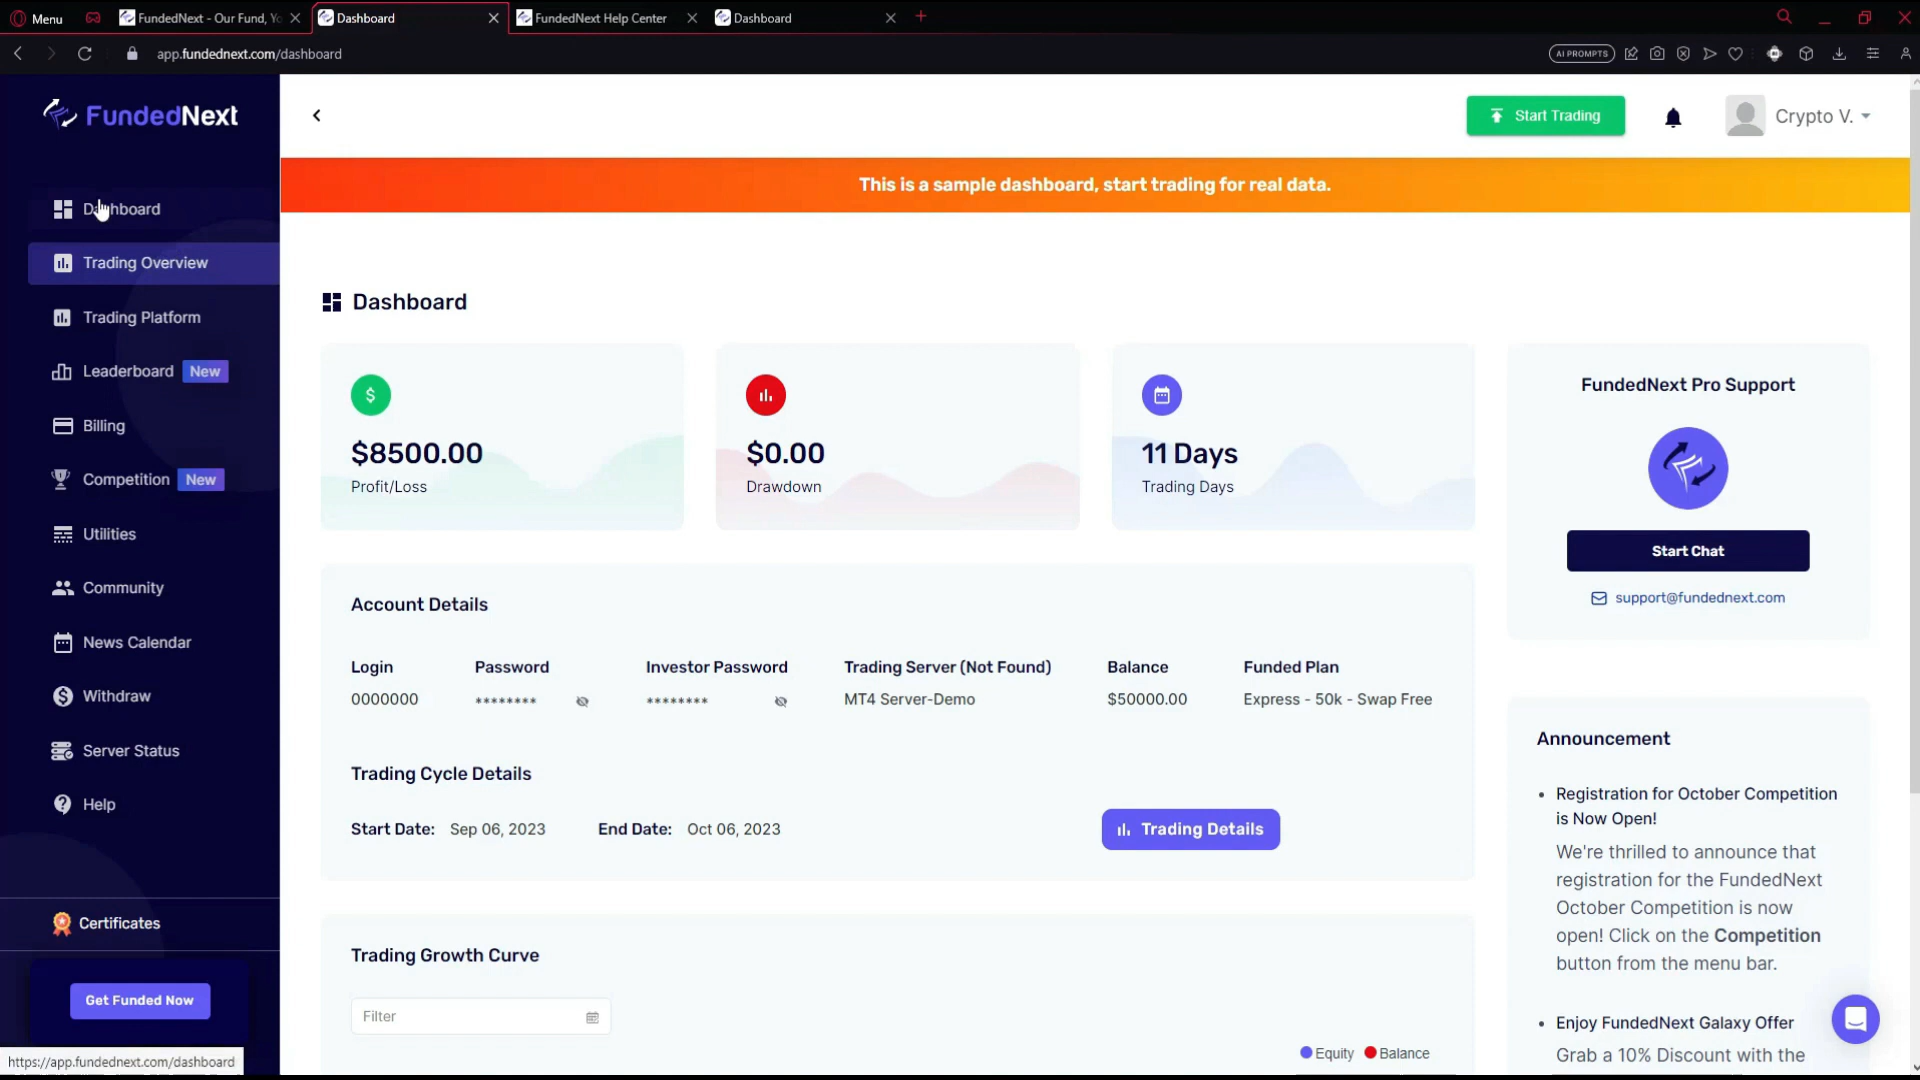 Menu
FundedNext - Our Fund, Yo
Dashboard
FundedNext Help Center
Dashboard
app.fundednext.com/dashboard
AI PROMPTS
FundedNext
Dashboard
Trading Overview
Trading Platform
Leaderboard New
Billing
Competition New
Utilities
Community
News Calendar
Withdraw
Server Status
Help
Certificates
Get Funded Now
https://app.fundednext.com/dashboard
Start Trading
Crypto V.
This is a sample dashboard, start trading for real data.
Dashboard
$8500.00
Profit/Loss
$0.00
Drawdown
11 Days
Trading Days
Account Details
Login Password Investor Password Trading Server (Not Found) Balance Funded Plan
0000000 ******** ******** MT4 Server-Demo $50000.00 Express - 50k - Swap Free
Trading Cycle Details
Start Date: Sep 06, 2023 End Date: Oct 06, 2023
Trading Details
Trading Growth Curve
Filter
Equity Balance
FundedNext Pro Support
Start Chat
support@fundednext.com
Announcement
• Registration for October Competition
is Now Open!
We're thrilled to announce that
registration for the FundedNext
October Competition is now
open! Click on the Competition
button from the menu bar.
• Enjoy FundedNext Galaxy Offer
Grab a 10% Discount with the